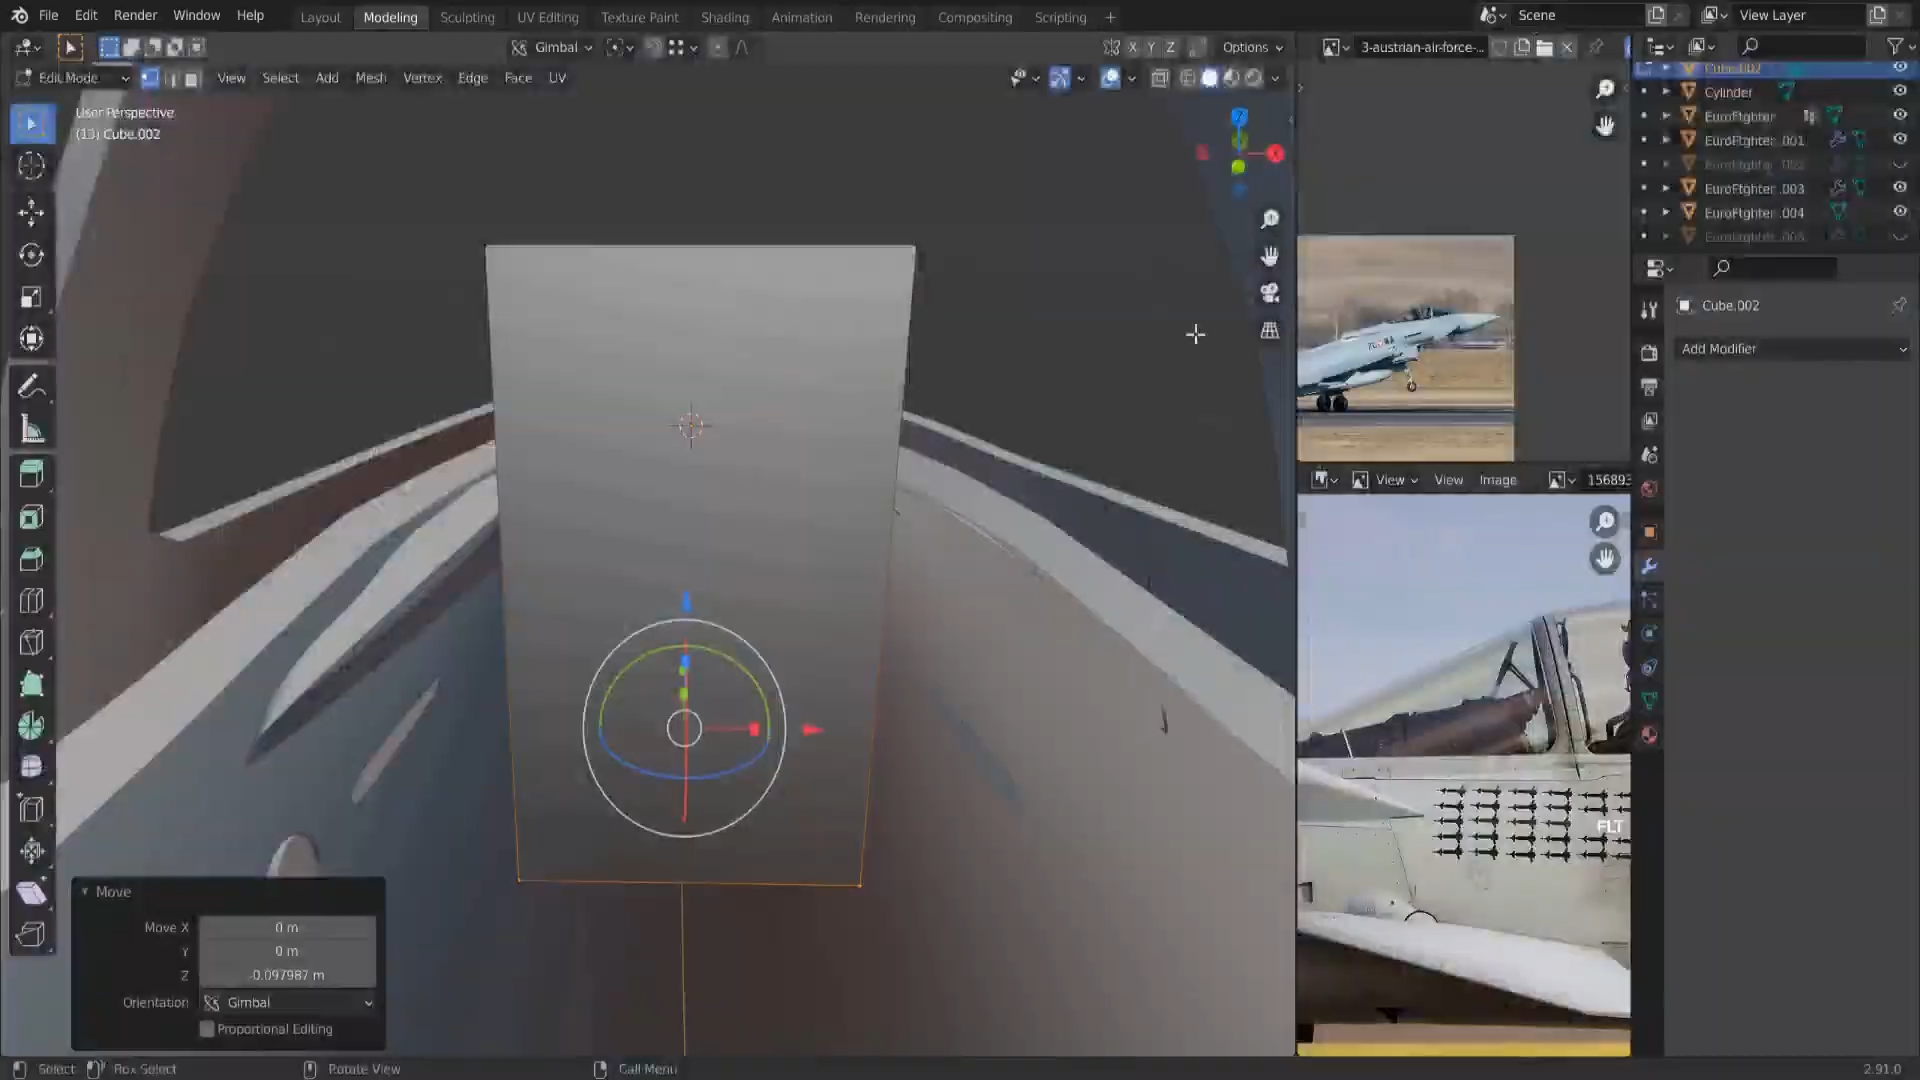 File Edit Render Window Help
Layout Modeling Sculpting UV Editing Texture Paint Shading Animation Rendering Compositing Scripting +
Scene
View Layer
Gimbal
X Y Z
Options
3-austrian-air-force-...
Edit Mode
View Select Add Mesh Vertex Edge Face UV
User Perspective
(13) Cube.002
Z
X
Cube.002
Cylinder
EuroFighter
EuroFighter .001
EuroFighter .003
EuroFighter .004
Cube.002
Add Modifier
View View Image
156893
FLT
Move
Move X 0 m
Y 0 m
Z -0.097987 m
Orientation Gimbal
Proportional Editing
Select Box Select Rotate View Call Menu 2.91.0